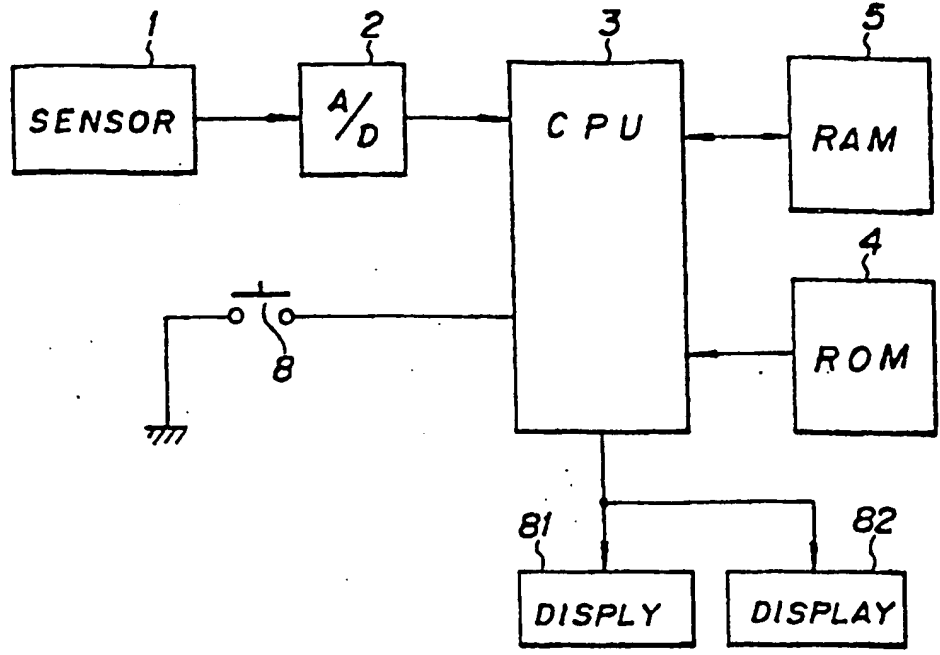 1
2
3
5
SENSOR
A/D
CPU
RAM
4
8
ROM
81
82
DISPLY
DISPLAY